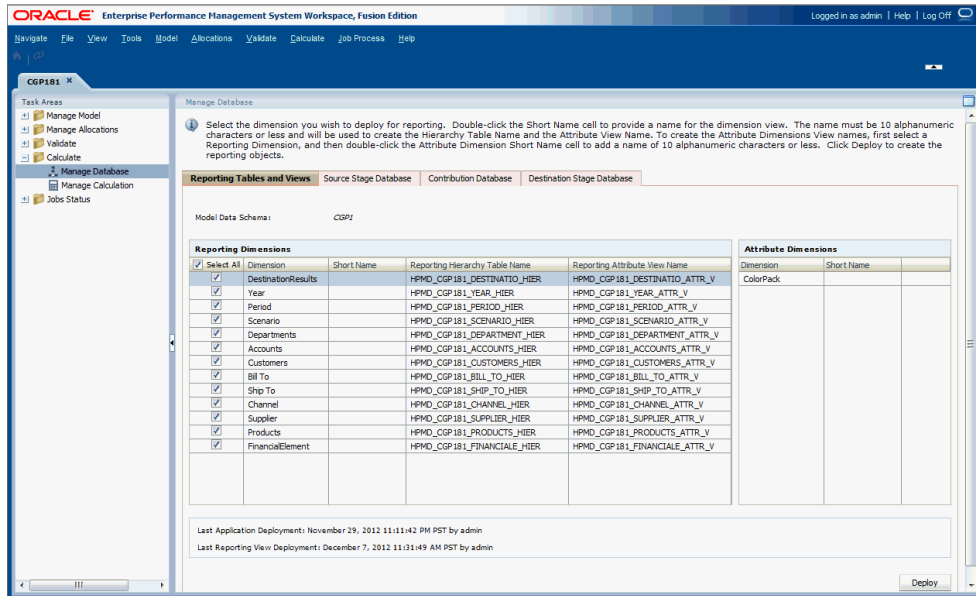 ORACLE® Enterprise Performance Management System Workspace, Fusion Edition
Logged in as admin | Help | Log Off
Navigate File View Tools Model Allocations Validate Calculate Job Process Help
CGP181 ×
Task Areas
Manage Model
Manage Allocations
Validate
Calculate
Manage Database
Manage Calculation
Jobs Status
Manage Database
Select the dimension you wish to deploy for reporting. Double-click the Short Name cell to provide a name for the dimension view. The name must be 10 alphanumeric
characters or less and will be used to create the Hierarchy Table Name and the Attribute View Name. To create the Attribute Dimensions View names, first select a
Reporting Dimension, and then double-click the Attribute Dimension Short Name cell to add a name of 10 alphanumeric characters or less. Click Deploy to create the
reporting objects.
Reporting Tables and Views Source Stage Database Contribution Database Destination Stage Database
Model Data Schema: CGP1
Reporting Dimensions
Select All Dimension Short Name Reporting Hierarchy Table Name Reporting Attribute View Name
DestinationResults HPMD_CGP181_DESTINATIO_HIER HPMD_CGP181_DESTINATIO_ATTR_V
Year HPMD_CGP181_YEAR_HIER HPMD_CGP181_YEAR_ATTR_V
Period HPMD_CGP181_PERIOD_HIER HPMD_CGP181_PERIOD_ATTR_V
Scenario HPMD_CGP181_SCENARIO_HIER HPMD_CGP181_SCENARIO_ATTR_V
Departments HPMD_CGP181_DEPARTMENT_HIER HPMD_CGP181_DEPARTMENT_ATTR_V
Accounts HPMD_CGP181_ACCOUNTS_HIER HPMD_CGP181_ACCOUNTS_ATTR_V
Customers HPMD_CGP181_CUSTOMERS_HIER HPMD_CGP181_CUSTOMERS_ATTR_V
Bill To HPMD_CGP181_BILL_TO_HIER HPMD_CGP181_BILL_TO_ATTR_V
Ship To HPMD_CGP181_SHIP_TO_HIER HPMD_CGP181_SHIP_TO_ATTR_V
Channel HPMD_CGP181_CHANNEL_HIER HPMD_CGP181_CHANNEL_ATTR_V
Supplier HPMD_CGP181_SUPPLIER_HIER HPMD_CGP181_SUPPLIER_ATTR_V
Products HPMD_CGP181_PRODUCTS_HIER HPMD_CGP181_PRODUCTS_ATTR_V
FinancialElement HPMD_CGP181_FINANCIALE_HIER HPMD_CGP181_FINANCIALE_ATTR_V
Attribute Dimensions
Dimension Short Name
ColorPack
Last Application Deployment: November 29, 2012 11:11:42 PM PST by admin
Last Reporting View Deployment: December 7, 2012 11:31:49 AM PST by admin
Deploy